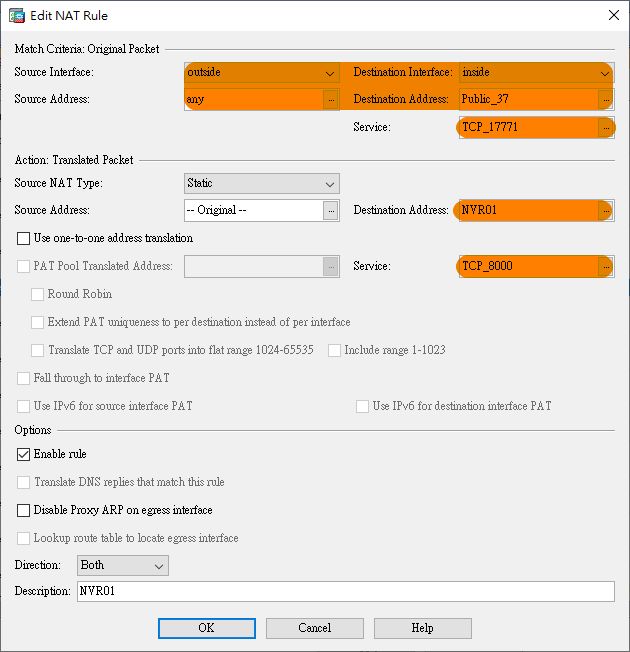 Edit NAT Rule
Match Criteria: Original Packet
Source Interface: outside Destination Interface: inside
Source Address: any ... Destination Address: Public_37 ...
Service: TCP_17771 ...
Action: Translated Packet
Source NAT Type: Static
Source Address: -- Original -- ... Destination Address: NVR01 ...
Use one-to-one address translation
PAT Pool Translated Address: ... Service: TCP_8000 ...
Round Robin
Extend PAT uniqueness to per destination instead of per interface
Translate TCP and UDP ports into flat range 1024-65535 Include range 1-1023
Fall through to interface PAT
Use IPv6 for source interface PAT Use IPv6 for destination interface PAT
Options
Enable rule
Translate DNS replies that match this rule
Disable Proxy ARP on egress interface
Lookup route table to locate egress interface
Direction: Both
Description: NVR01
OK Cancel Help